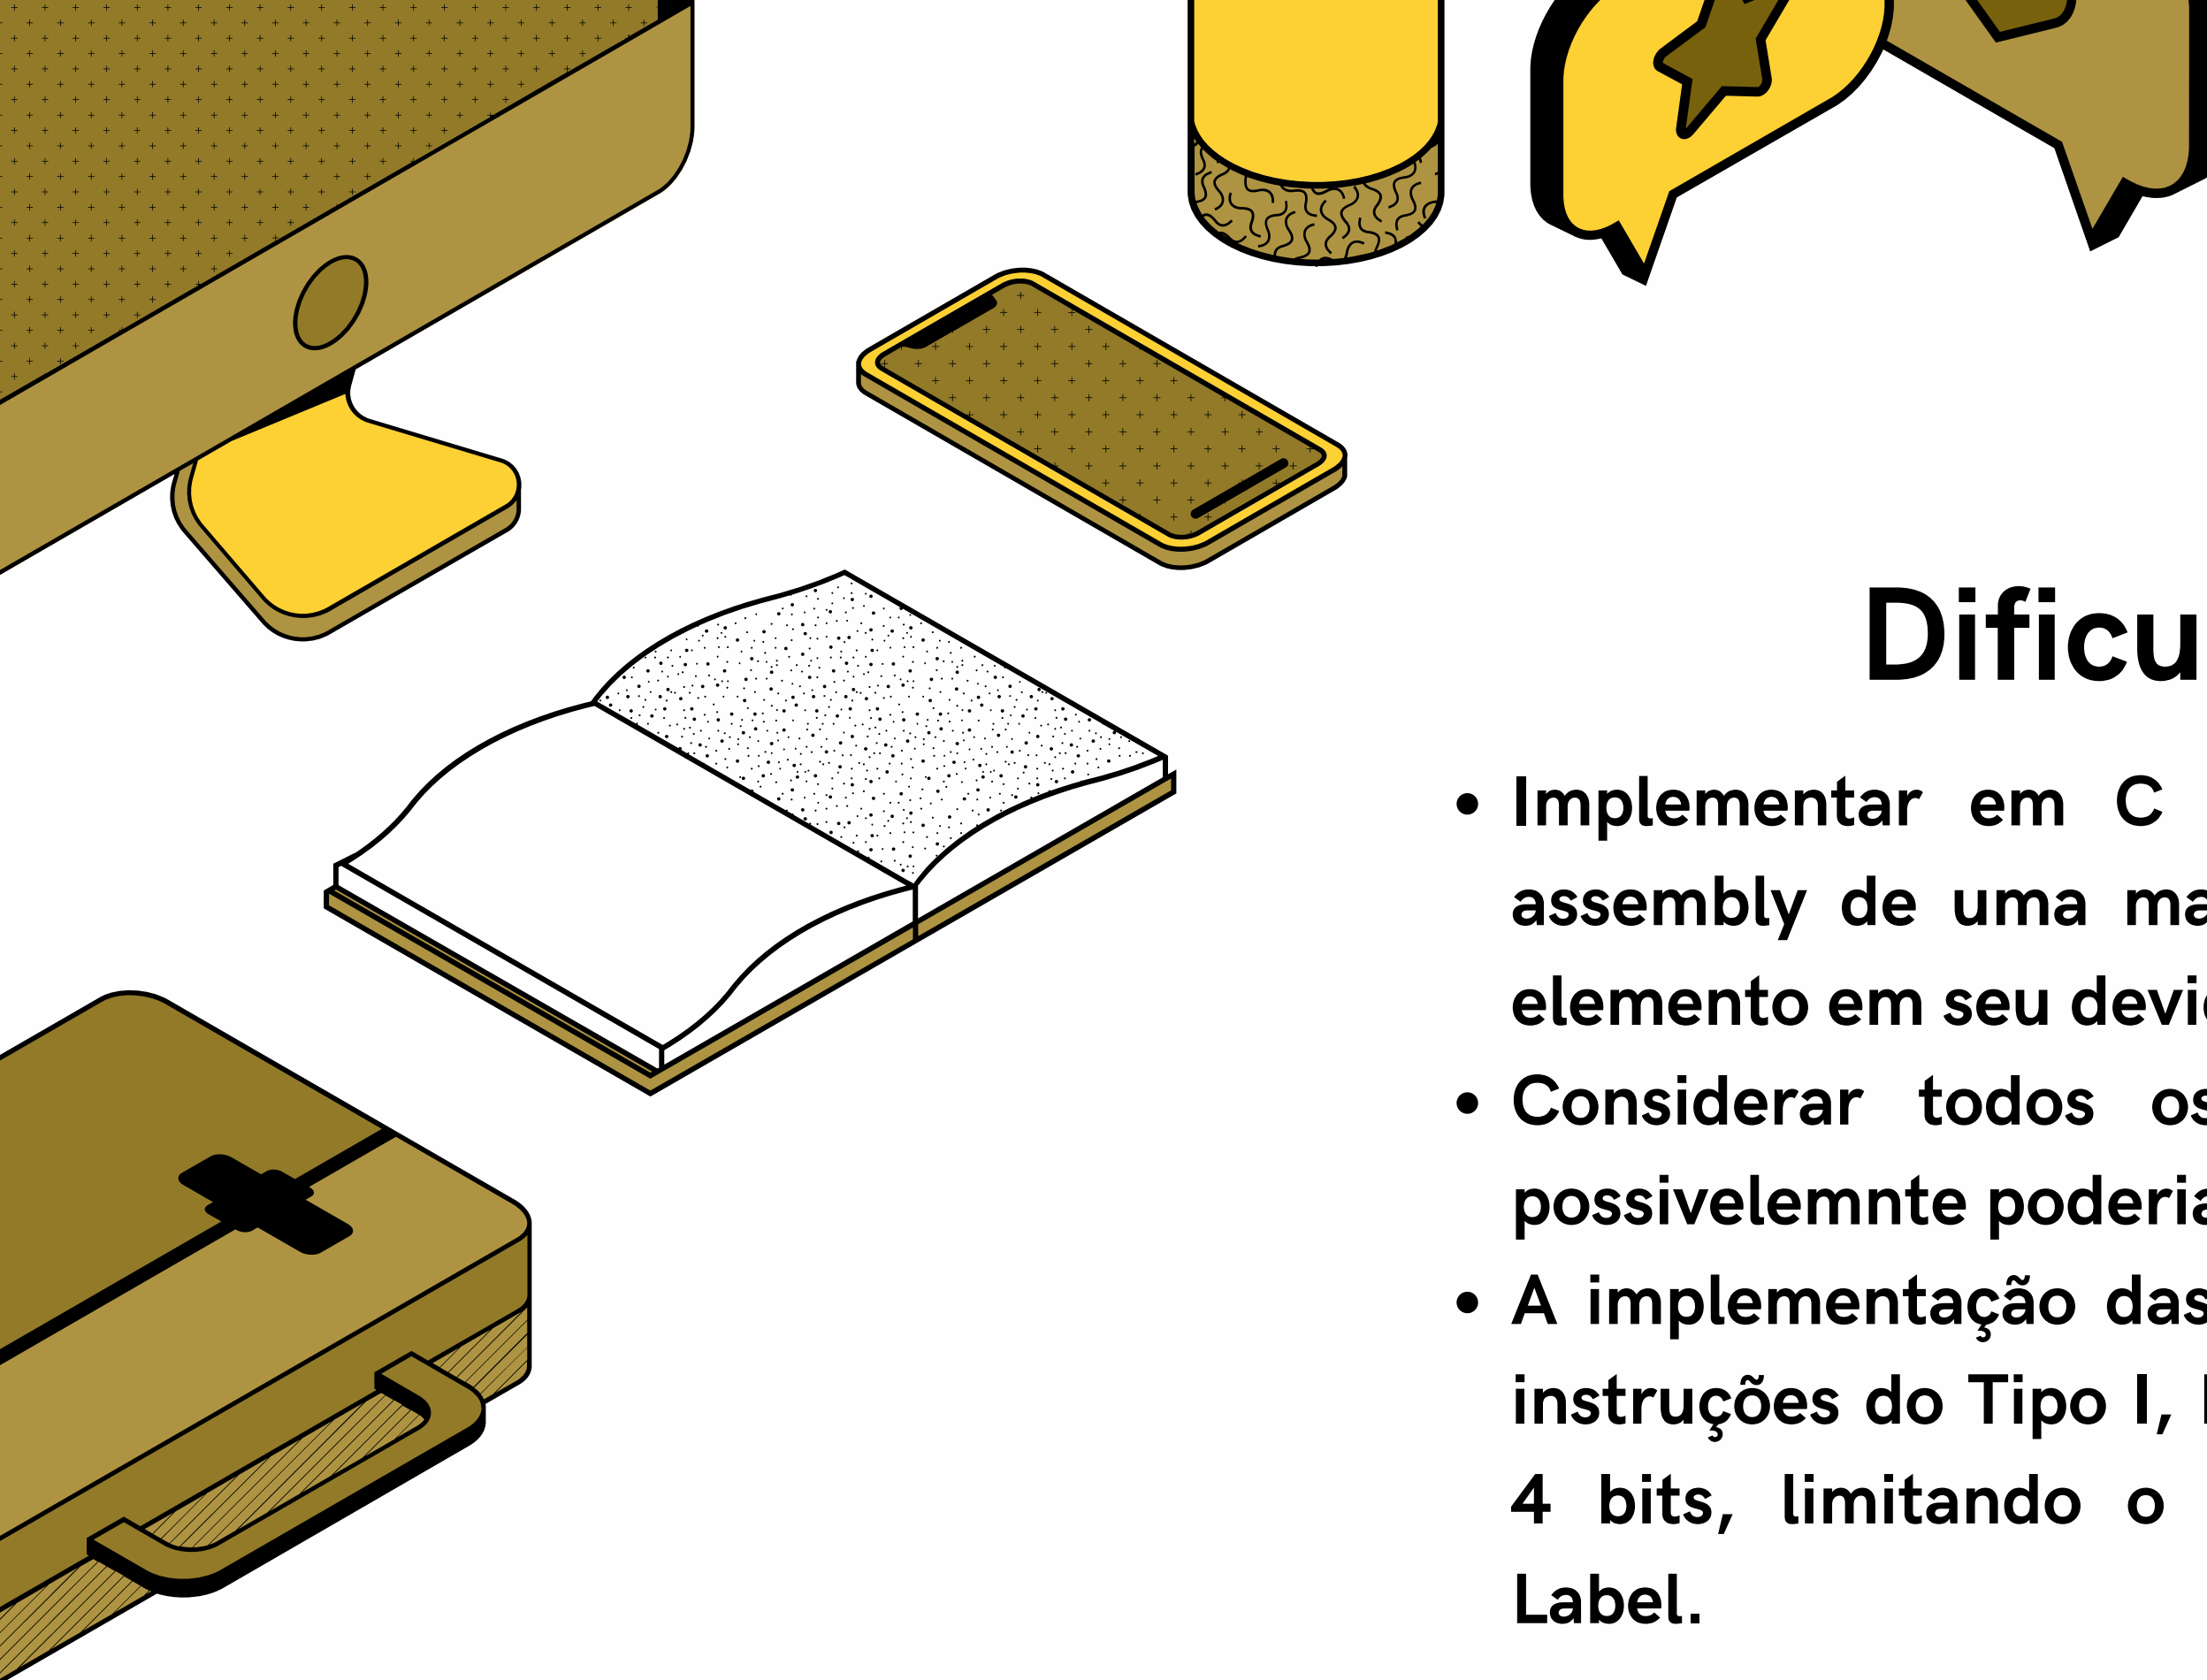 Dificu
Implementar em C
assembly de uma ma
elemento em seu devi
Considerar todos os
possivelemnte poderia
A implementação das
instruções do Tipo I,
4 bits, limitando o
Label.